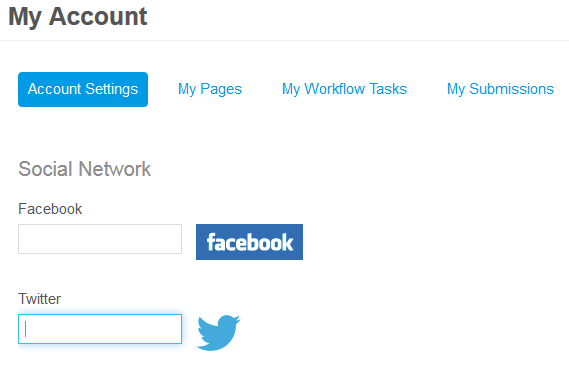 My Account
Account Settings My Pages My Workflow Tasks My Submissions
Social Network
Facebook
facebook
Twitter